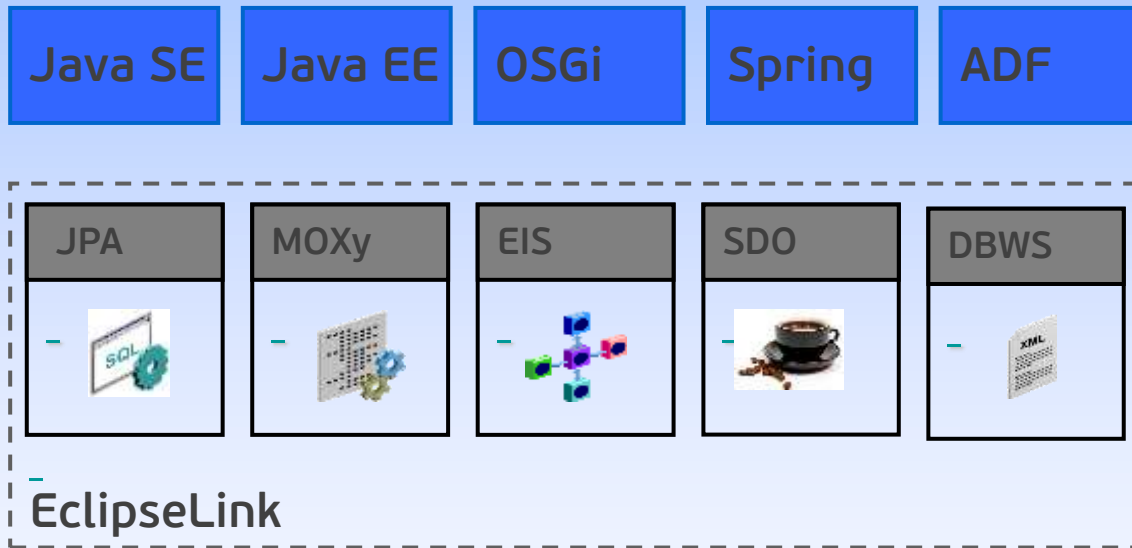 Java SE
Java EE
OSGi
Spring
ADF
JPA
MOXy
EIS
SDO
DBWS
SQL
XML
EclipseLink